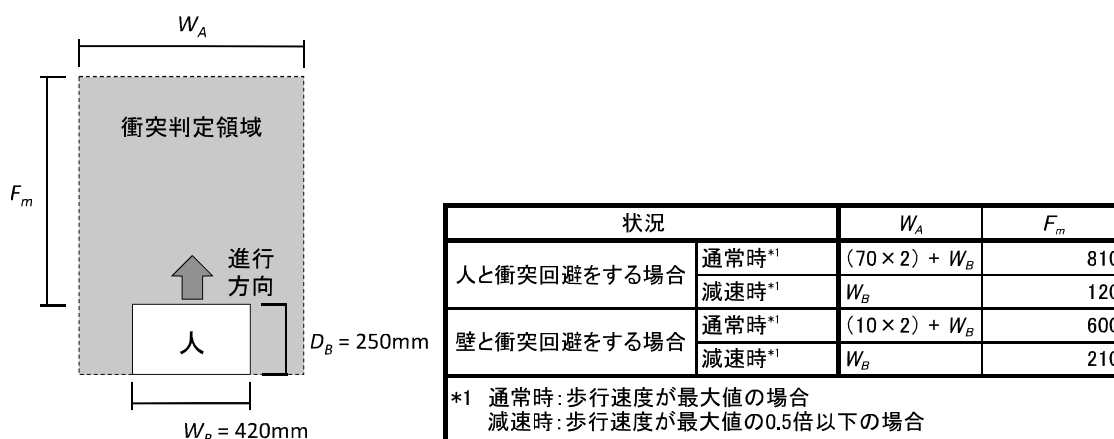 W_A
衝突判定領域
F_m
進行
方向
人
D_B = 250mm
W_B = 420mm
状況 W_A F_m
人と衝突回避をする場合 通常時*1 (70×2) + W_B 810
減速時*1 W_B 120
壁と衝突回避をする場合 通常時*1 (10×2) + W_B 600
減速時*1 W_B 210
*1 通常時:歩行速度が最大値の場合
減速時:歩行速度が最大値の0.5倍以下の場合